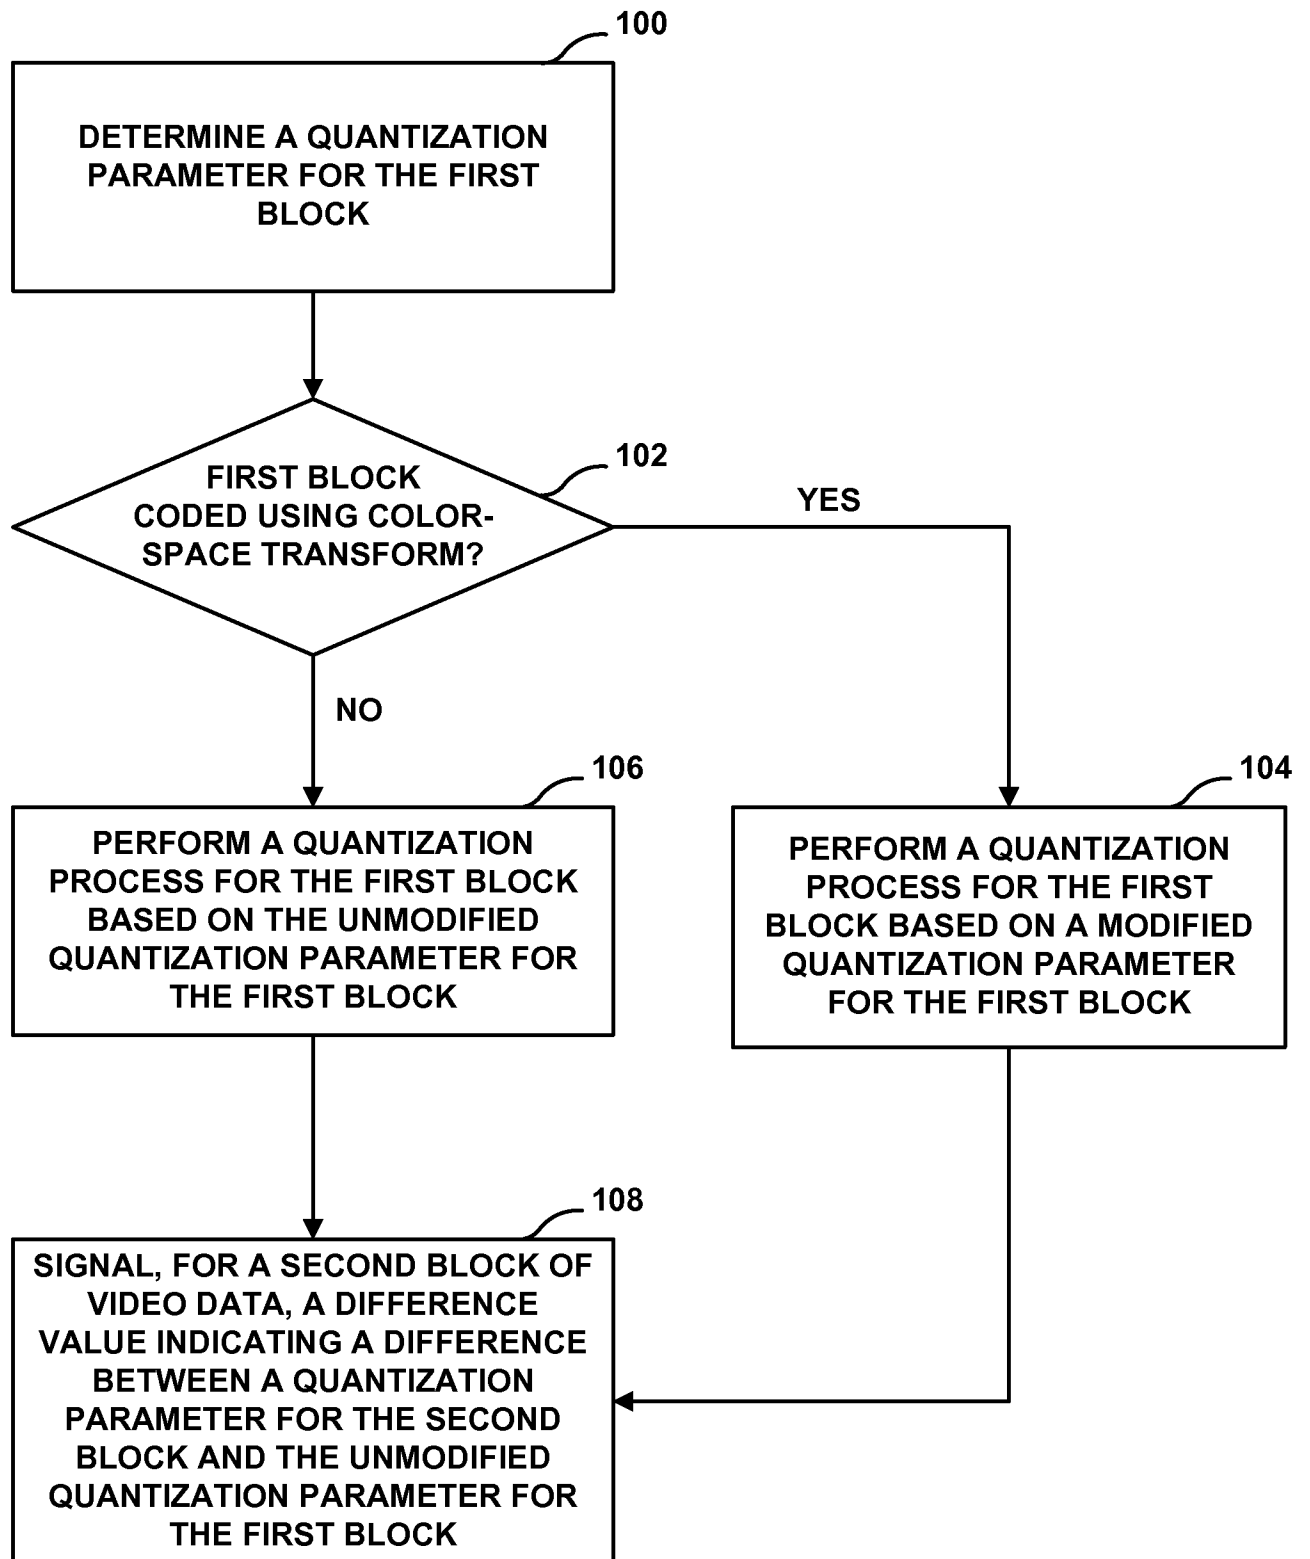 100
DETERMINE A QUANTIZATION
PARAMETER FOR THE FIRST
BLOCK
102
FIRST BLOCK
CODED USING COLOR-
SPACE TRANSFORM?
YES
NO
106
PERFORM A QUANTIZATION
PROCESS FOR THE FIRST BLOCK
BASED ON THE UNMODIFIED
QUANTIZATION PARAMETER FOR
THE FIRST BLOCK
104
PERFORM A QUANTIZATION
PROCESS FOR THE FIRST
BLOCK BASED ON A MODIFIED
QUANTIZATION PARAMETER
FOR THE FIRST BLOCK
108
SIGNAL, FOR A SECOND BLOCK OF
VIDEO DATA, A DIFFERENCE
VALUE INDICATING A DIFFERENCE
BETWEEN A QUANTIZATION
PARAMETER FOR THE SECOND
BLOCK AND THE UNMODIFIED
QUANTIZATION PARAMETER FOR
THE FIRST BLOCK